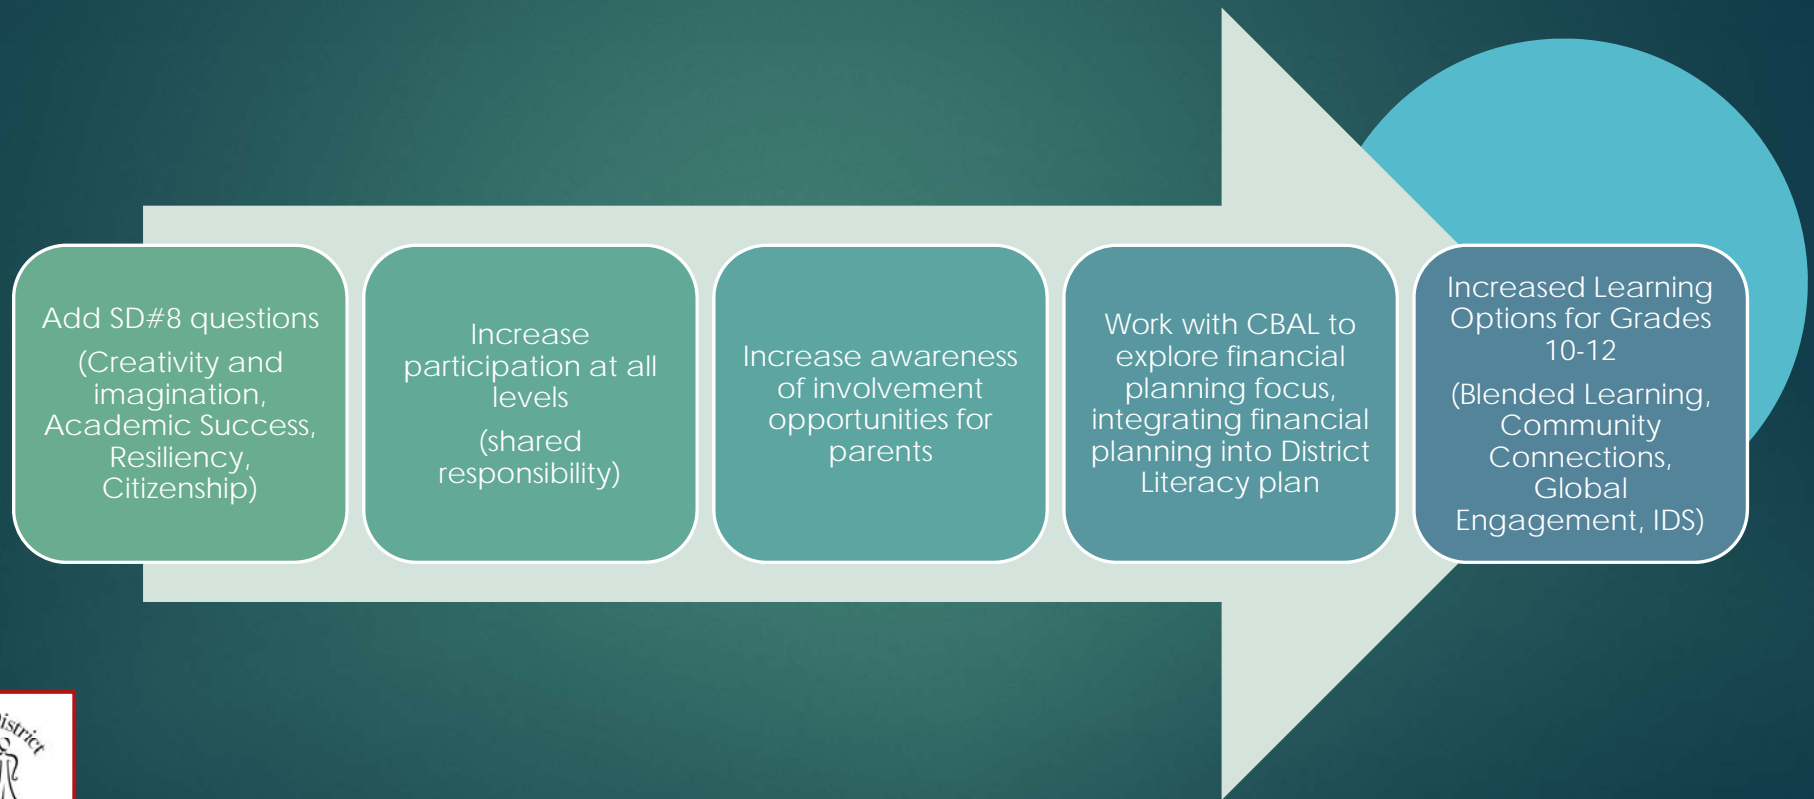 Add SD#8 questions
(Creativity and
imagination,
Academic Success,
Resiliency,
Citizenship)
Increase
participation at all
levels
(shared
responsibility)
Increase awareness
of involvement
opportunities for
parents
Work with CBAL to
explore financial
planning focus,
integrating financial
planning into District
Literacy plan
Increased Learning
Options for Grades
10-12
(Blended Learning,
Community
Connections,
Global
Engagement, IDS)